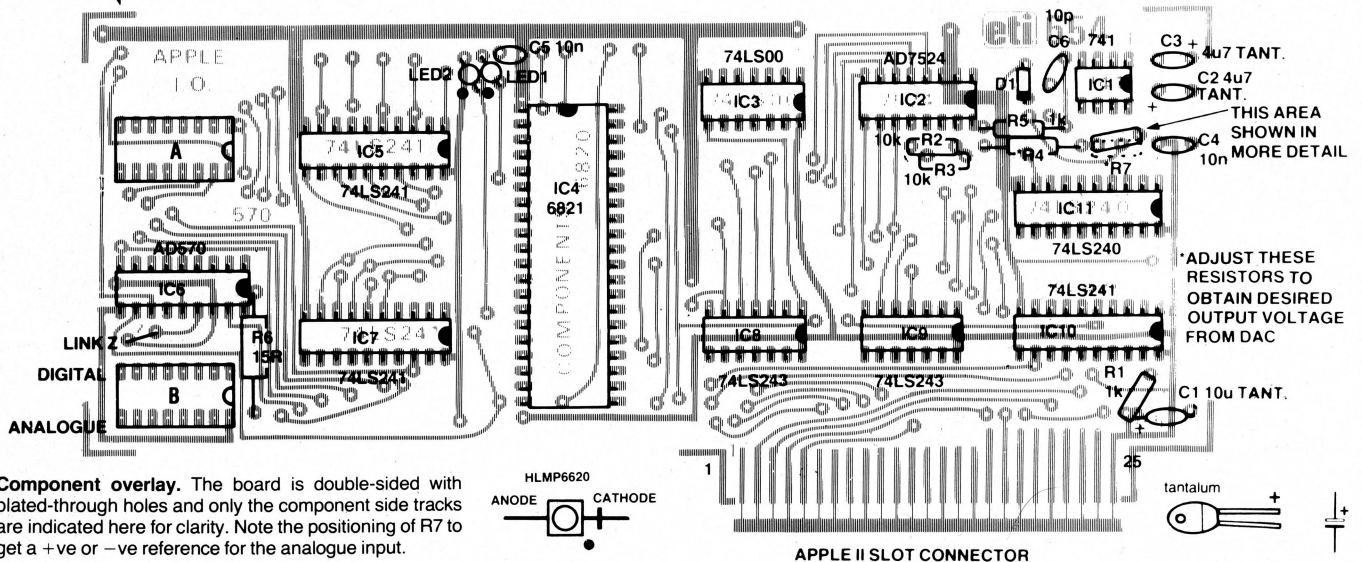 APPLE
I.O.
C5 10n
LED2
LED1
74LS00
AD7524
eti 654
10p
C6
741
C3 +
4u7 TANT.
C2 4u7
TANT.
+
THIS AREA
SHOWN IN
MORE DETAIL
C4
10n
D1
IC1
IC3
IC2
R5
1k
10k
R2
*R4
R3
10k
*R7
A
IC5
74LS241
74LS241
IC4
6821
6820
COMPONENT
IC11
74LS240
74LS240
570
AD570
IC6
*ADJUST THESE
RESISTORS TO
OBTAIN DESIRED
OUTPUT VOLTAGE
FROM DAC
74LS241
LINK Z
Z
R6
15R
IC7
74LS241
74LS241
IC8
74LS243
IC9
74LS243
IC10
DIGITAL
B
ANALOGUE
R1
1k
C1 10u TANT.
+
1
25
Component overlay. The board is double-sided with
plated-through holes and only the component side tracks
are indicated here for clarity. Note the positioning of R7 to
get a +ve or −ve reference for the analogue input.
HLMP6620
ANODE
CATHODE
tantalum
+
+
APPLE II SLOT CONNECTOR